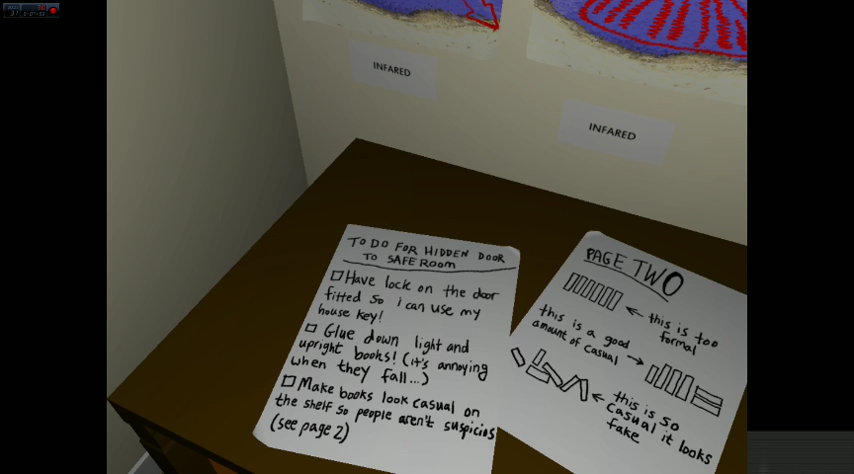 INFARED
INFARED
TO DO FOR HIDDEN DOOR
TO SAFE ROOM
Have lock on the door
fitted so i can use my
house key!
Glue down light and
upright books! (it's annoying
when they fall...)
Make books look casual on
the shelf so people aren't suspicios
(see page 2)
PAGE TWO
this is too
formal
this is a good
amount of casual
this is so
casual it looks
fake